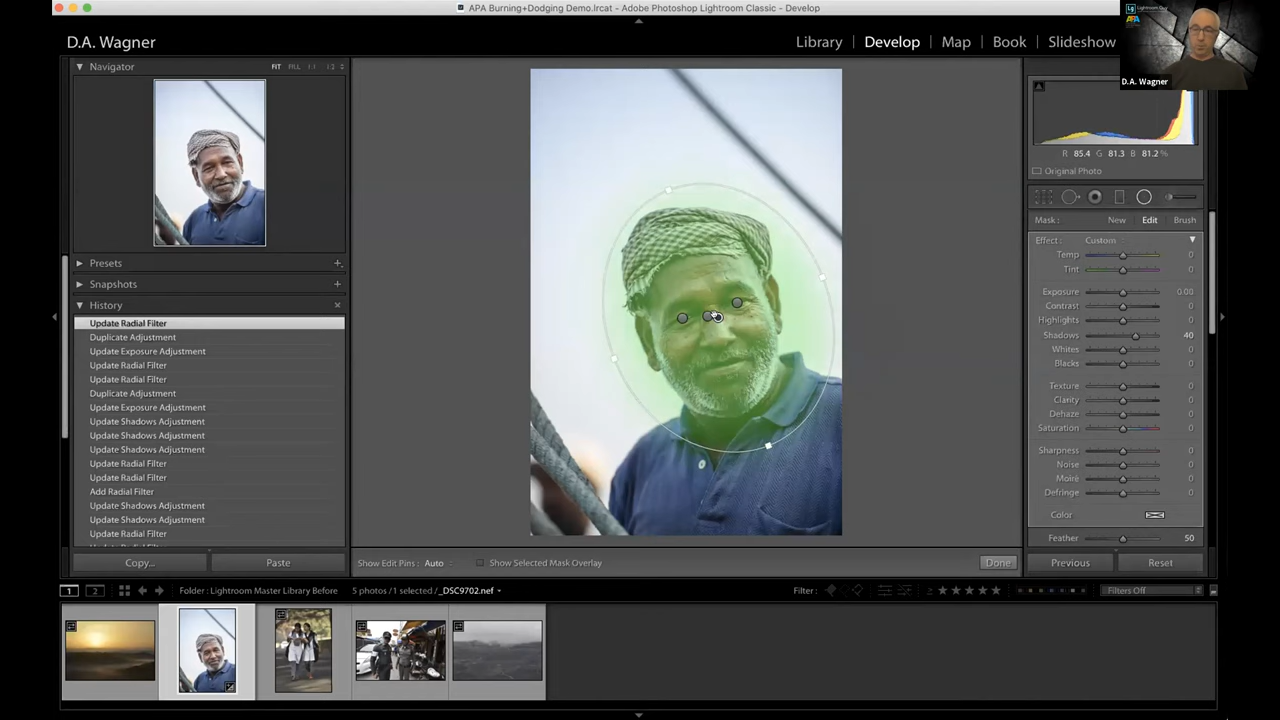 APA Burning+Dodging Demo.lrcat - Adobe Photoshop Lightroom Classic - Develop
D.A. Wagner
Library | Develop | Map | Book | Slideshow
Lightroom Guy
APA
D.A. Wagner
Navigator FIT FILL 1:1
R 85.4 G 81.3 B 81.2 %
Original Photo
Mask : New Edit Brush
Effect : Custom
Temp 0
Tint 0
Exposure 0.00
Contrast 0
Highlights 0
Shadows 40
Whites 0
Blacks 0
Texture 0
Clarity 0
Dehaze 0
Saturation 0
Sharpness 0
Noise 0
Moiré 0
Defringe 0
Color
Feather 50
Presets
Snapshots
History
Update Radial Filter
Duplicate Adjustment
Update Exposure Adjustment
Update Radial Filter
Update Radial Filter
Duplicate Adjustment
Update Exposure Adjustment
Update Shadows Adjustment
Update Shadows Adjustment
Update Shadows Adjustment
Update Radial Filter
Update Radial Filter
Add Radial Filter
Update Shadows Adjustment
Update Shadows Adjustment
Update Radial Filter
Copy... Paste
Show Edit Pins : Auto Show Selected Mask Overlay Done
Previous Reset
1 2 Folder : Lightroom Master Library Before 5 photos / 1 selected / _DSC9702.nef Filter : Filters Off